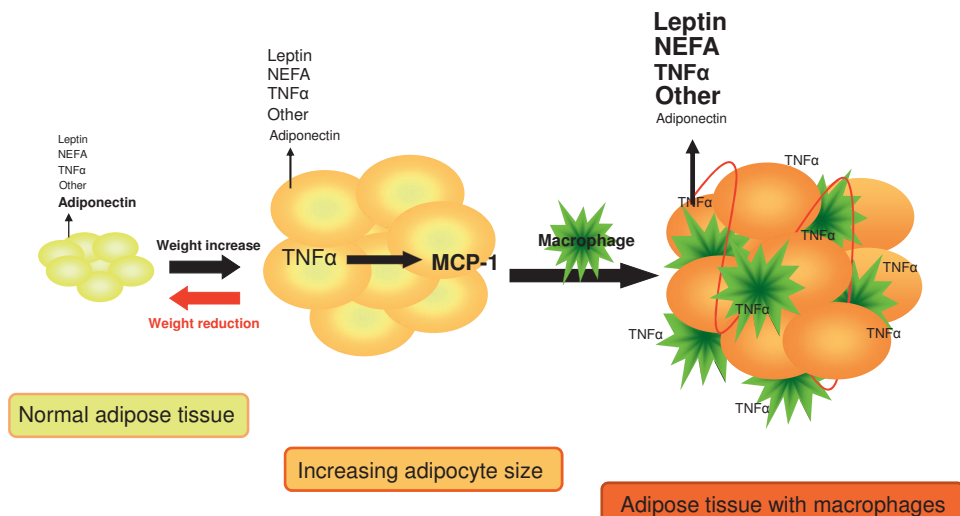 Leptin
NEFA
TNFα
Other
Adiponectin
Weight increase
Weight reduction
Normal adipose tissue
Leptin
NEFA
TNFα
Other
Adiponectin
TNFα
MCP-1
Increasing adipocyte size
Macrophage
Leptin
NEFA
TNFα
Other
Adiponectin
TNFα
TNFα
TNFα
TNFα
TNFα
TNFα
TNFα
TNFα
Adipose tissue with macrophages